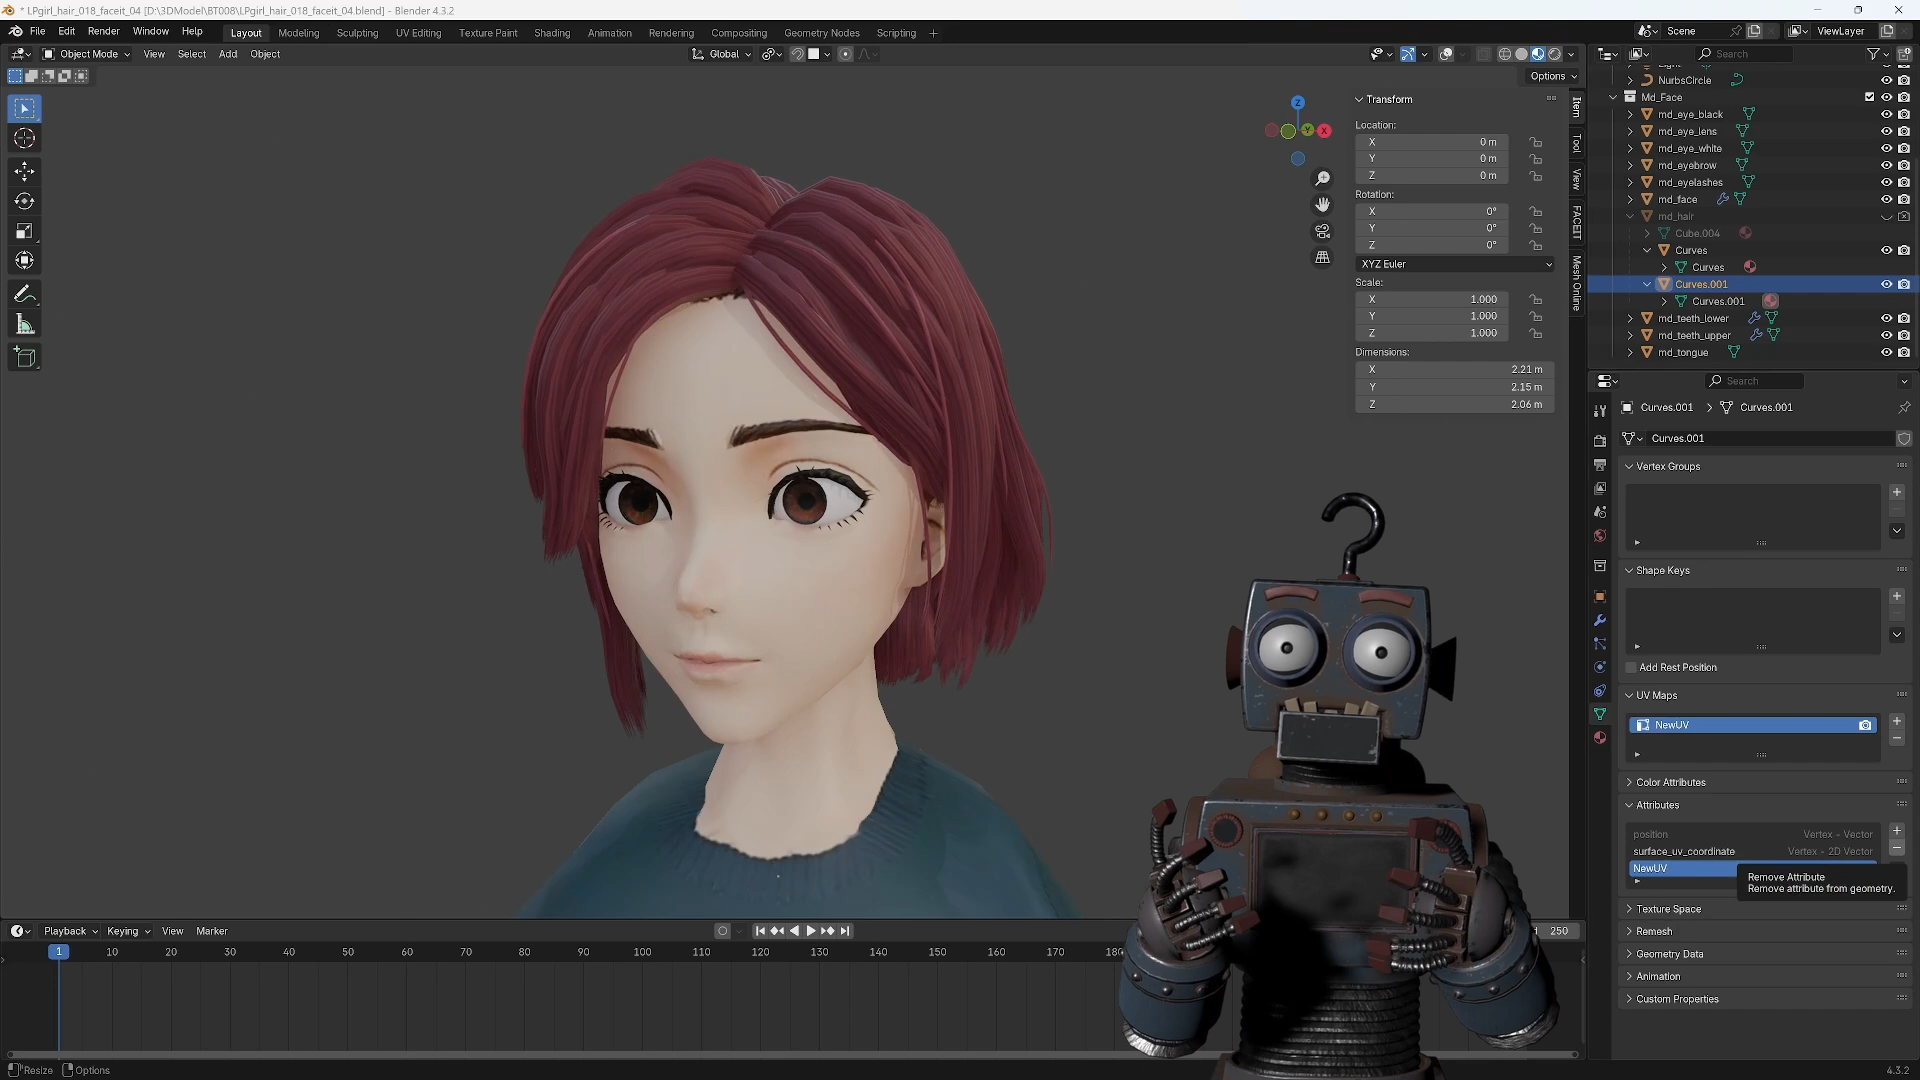 * LPgirl_hair_018_faceit_04 [D:\3DModel\BT008\LPgirl_hair_018_faceit_04.blend] - Blender 4.3.2
File Edit Render Window Help
Layout Modeling Sculpting UV Editing Texture Paint Shading Animation Rendering Compositing Geometry Nodes Scripting +
Scene
ViewLayer
Object Mode View Select Add Object
Global
Options
Search
Transform
Location:
X 0 m
Y 0 m
Z 0 m
Rotation:
X 0°
Y 0°
Z 0°
XYZ Euler
Scale:
X 1.000
Y 1.000
Z 1.000
Dimensions:
X 2.21 m
Y 2.15 m
Z 2.06 m
Z
Y
X
Item
Tool
View
FACEIT
Mesh Online
NurbsCircle
Md_Face
md_eye_black
md_eye_lens
md_eye_white
md_eyebrow
md_eyelashes
md_face
md_hair
Cube.004
Curves
Curves
Curves.001
Curves.001
md_teeth_lower
md_teeth_upper
md_tongue
Search
Curves.001 > Curves.001
Curves.001
Vertex Groups
Shape Keys
Add Rest Position
UV Maps
NewUV
Color Attributes
Attributes
position Vertex - Vector
surface_uv_coordinate Vertex - 2D Vector
NewUV
Remove Attribute
Remove attribute from geometry.
Texture Space
Remesh
Geometry Data
Animation
Custom Properties
Playback Keying View Marker
250
1 10 20 30 40 50 60 70 80 90 100 110 120 130 140 150 160 170
Resize Options
4.3.2